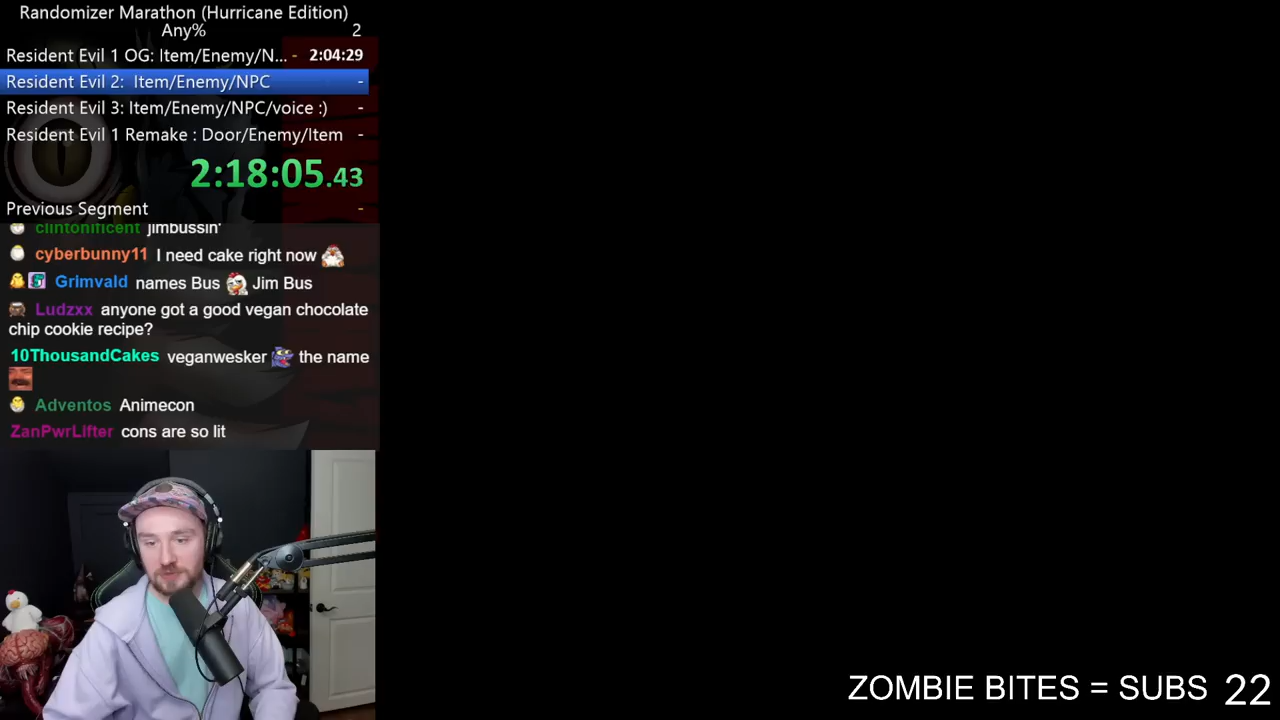 Randomizer Marathon (Hurricane Edition)
Any% 2
Resident Evil 1 OG: Item/Enemy/N... - 2:04:29
Resident Evil 2: Item/Enemy/NPC -
Resident Evil 3: Item/Enemy/NPC/voice :) -
Resident Evil 1 Remake : Door/Enemy/Item -
2:18:05.43
Previous Segment -
clintonificent jimbussin'
cyberbunny11 I need cake right now
Grimvald names Bus Jim Bus
Ludzxx anyone got a good vegan chocolate
chip cookie recipe?
10ThousandCakes veganwesker the name
Adventos Animecon
ZanPwrLifter cons are so lit
ZOMBIE BITES = SUBS 22